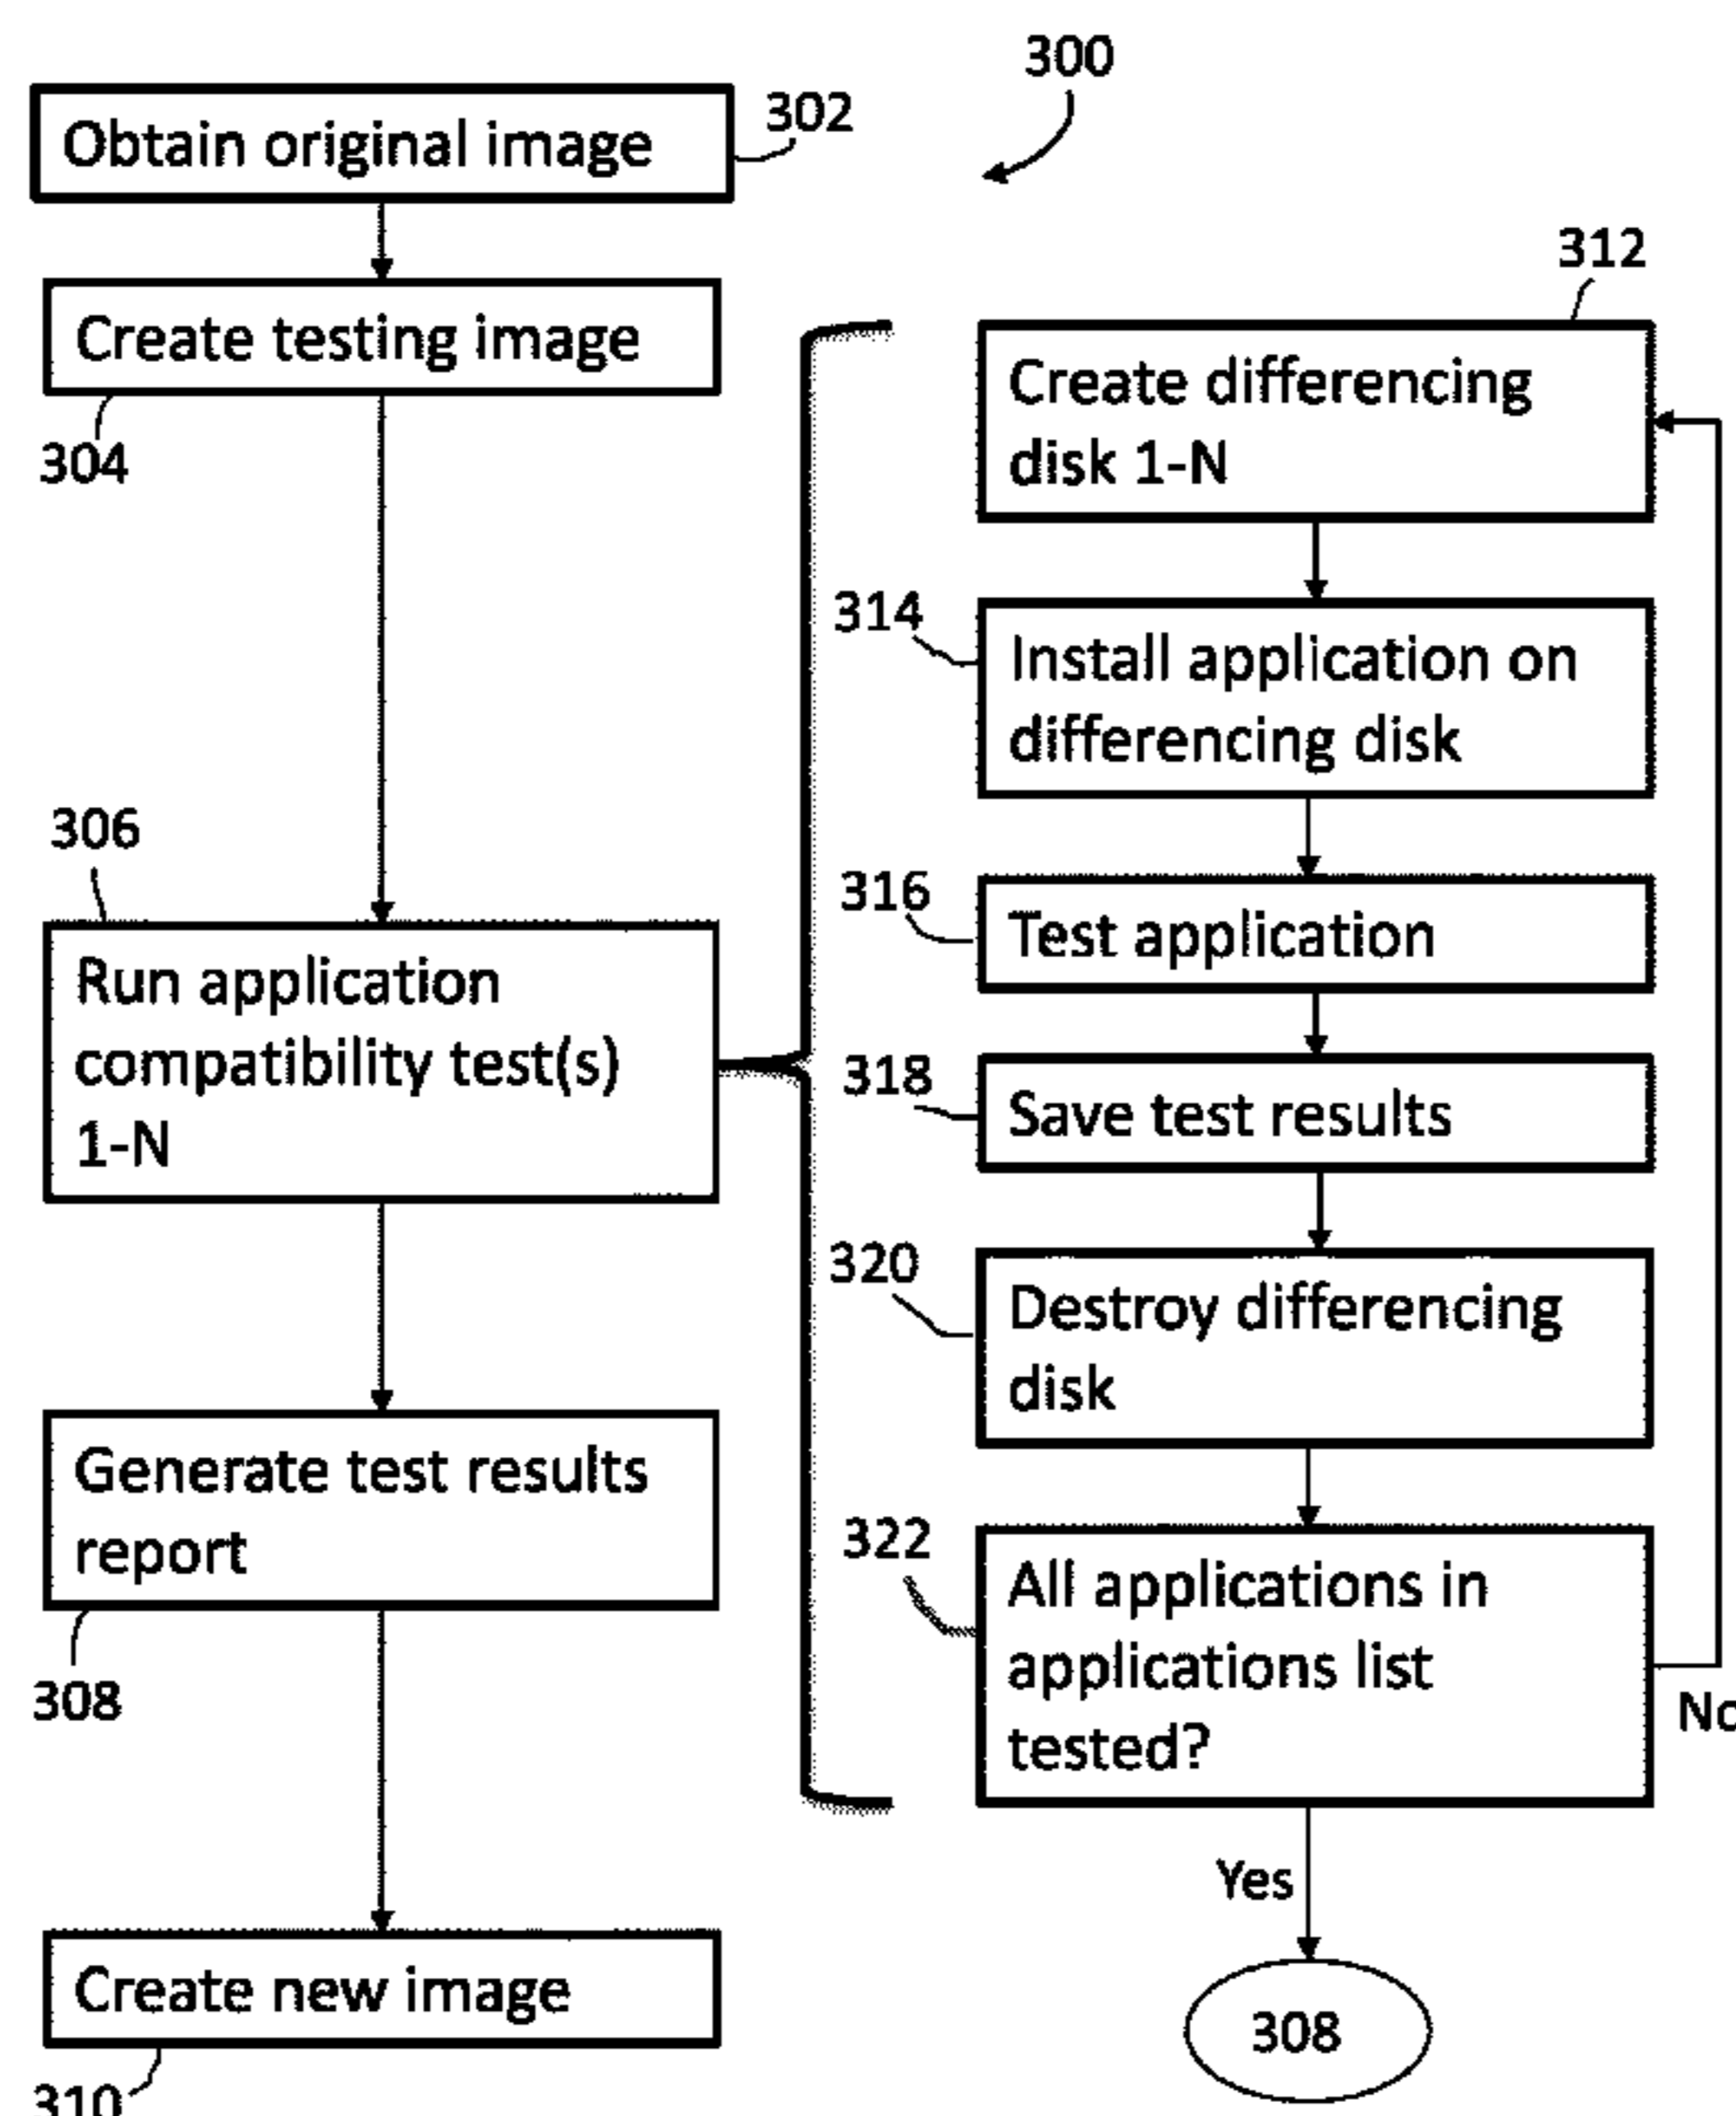 300
Obtain original image
302
Create testing image
304
306
Run application
compatibility test(s)
1-N
Generate test results
report
308
Create new image
310
312
Create differencing
disk 1-N
314
Install application on
differencing disk
316
Test application
318
Save test results
320
Destroy differencing
disk
322
All applications in
applications list
tested?
No
Yes
308